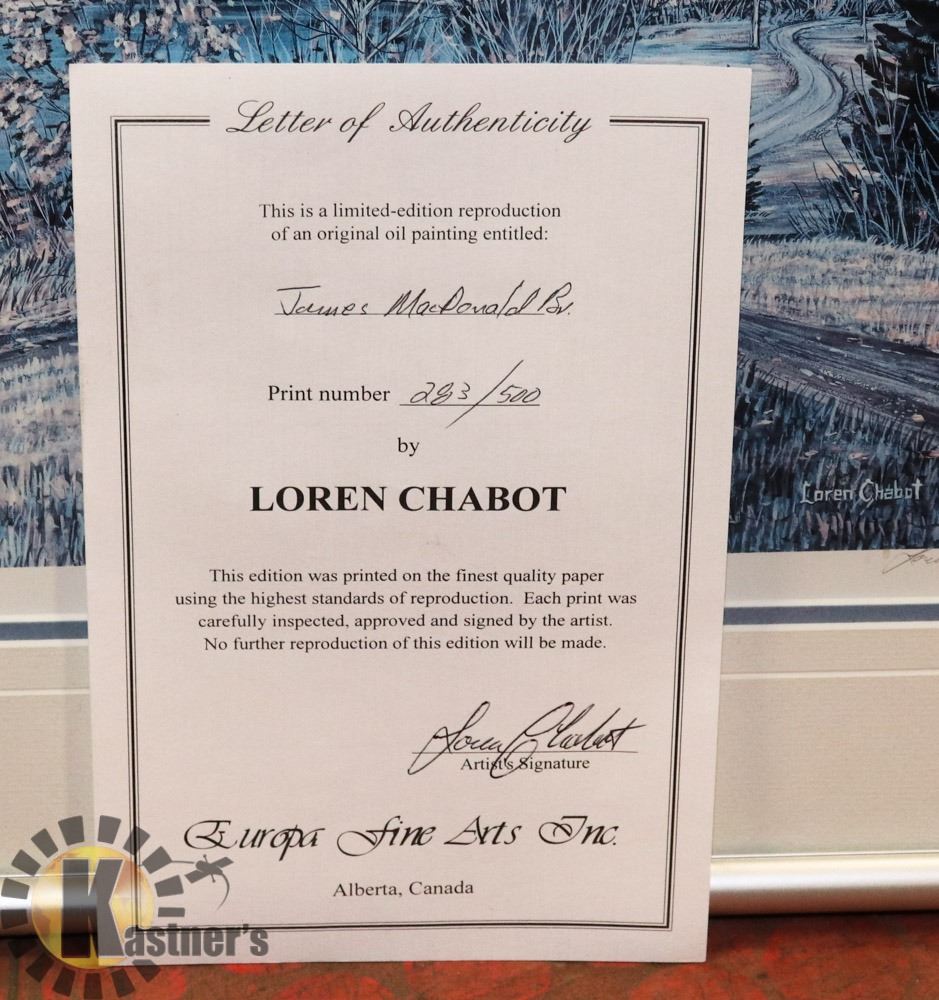 Letter of Authenticity
This is a limited-edition reproduction
of an original oil painting entitled:
James MacDonald Br.
Print number 283/500
by
LOREN CHABOT
This edition was printed on the finest quality paper
using the highest standards of reproduction. Each print was
carefully inspected, approved and signed by the artist.
No further reproduction of this edition will be made.
Loren Chabot
Artist's Signature
Europa Fine Arts Inc.
Alberta, Canada
Loren Chabot
Kastner's